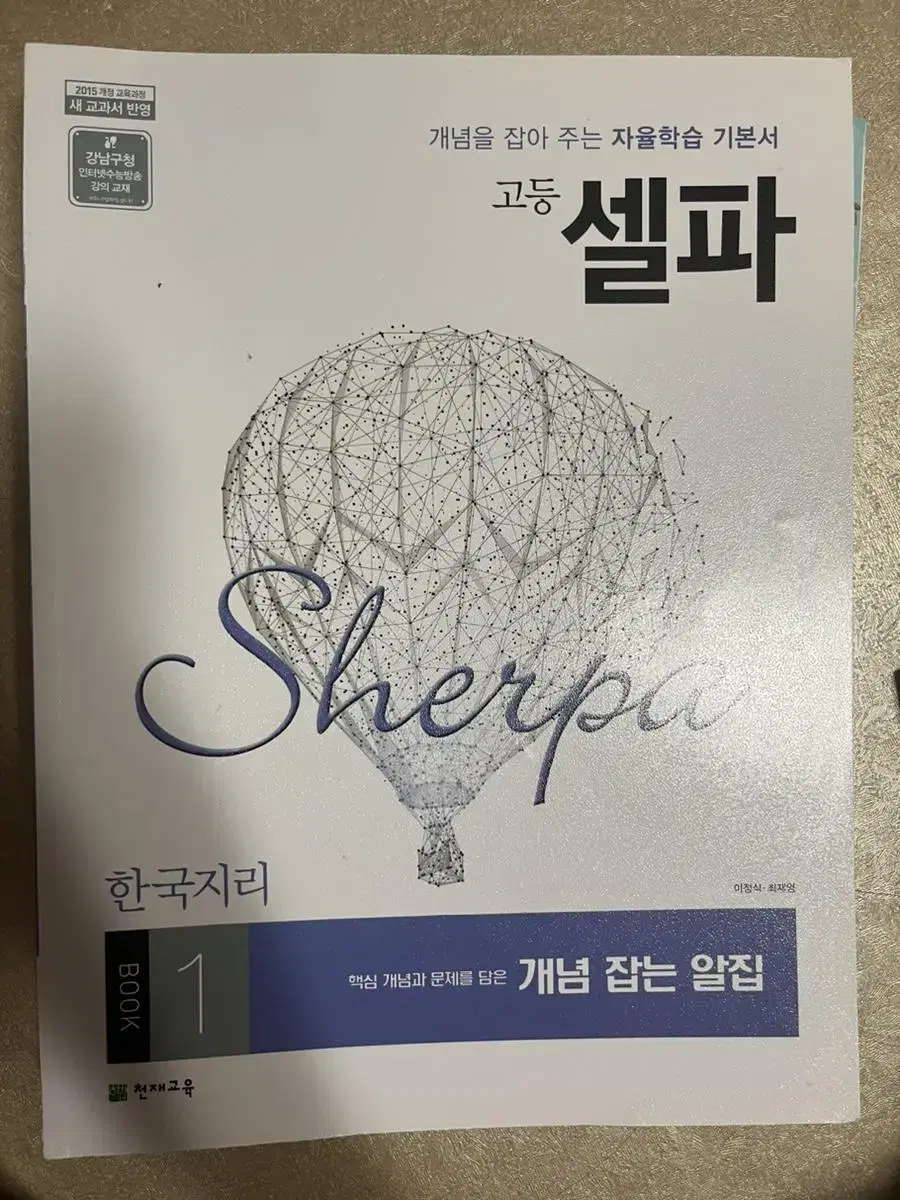 2015 개정 교육과정
새 교과서 반영
강남구청
인터넷수능방송
강의 교재
개념을 잡아 주는 자율학습 기본서
고등 셀파
Sherpa
한국지리
이정식·최재영
BOOK 1
핵심 개념과 문제를 담은 개념 잡는 알집
천재교육